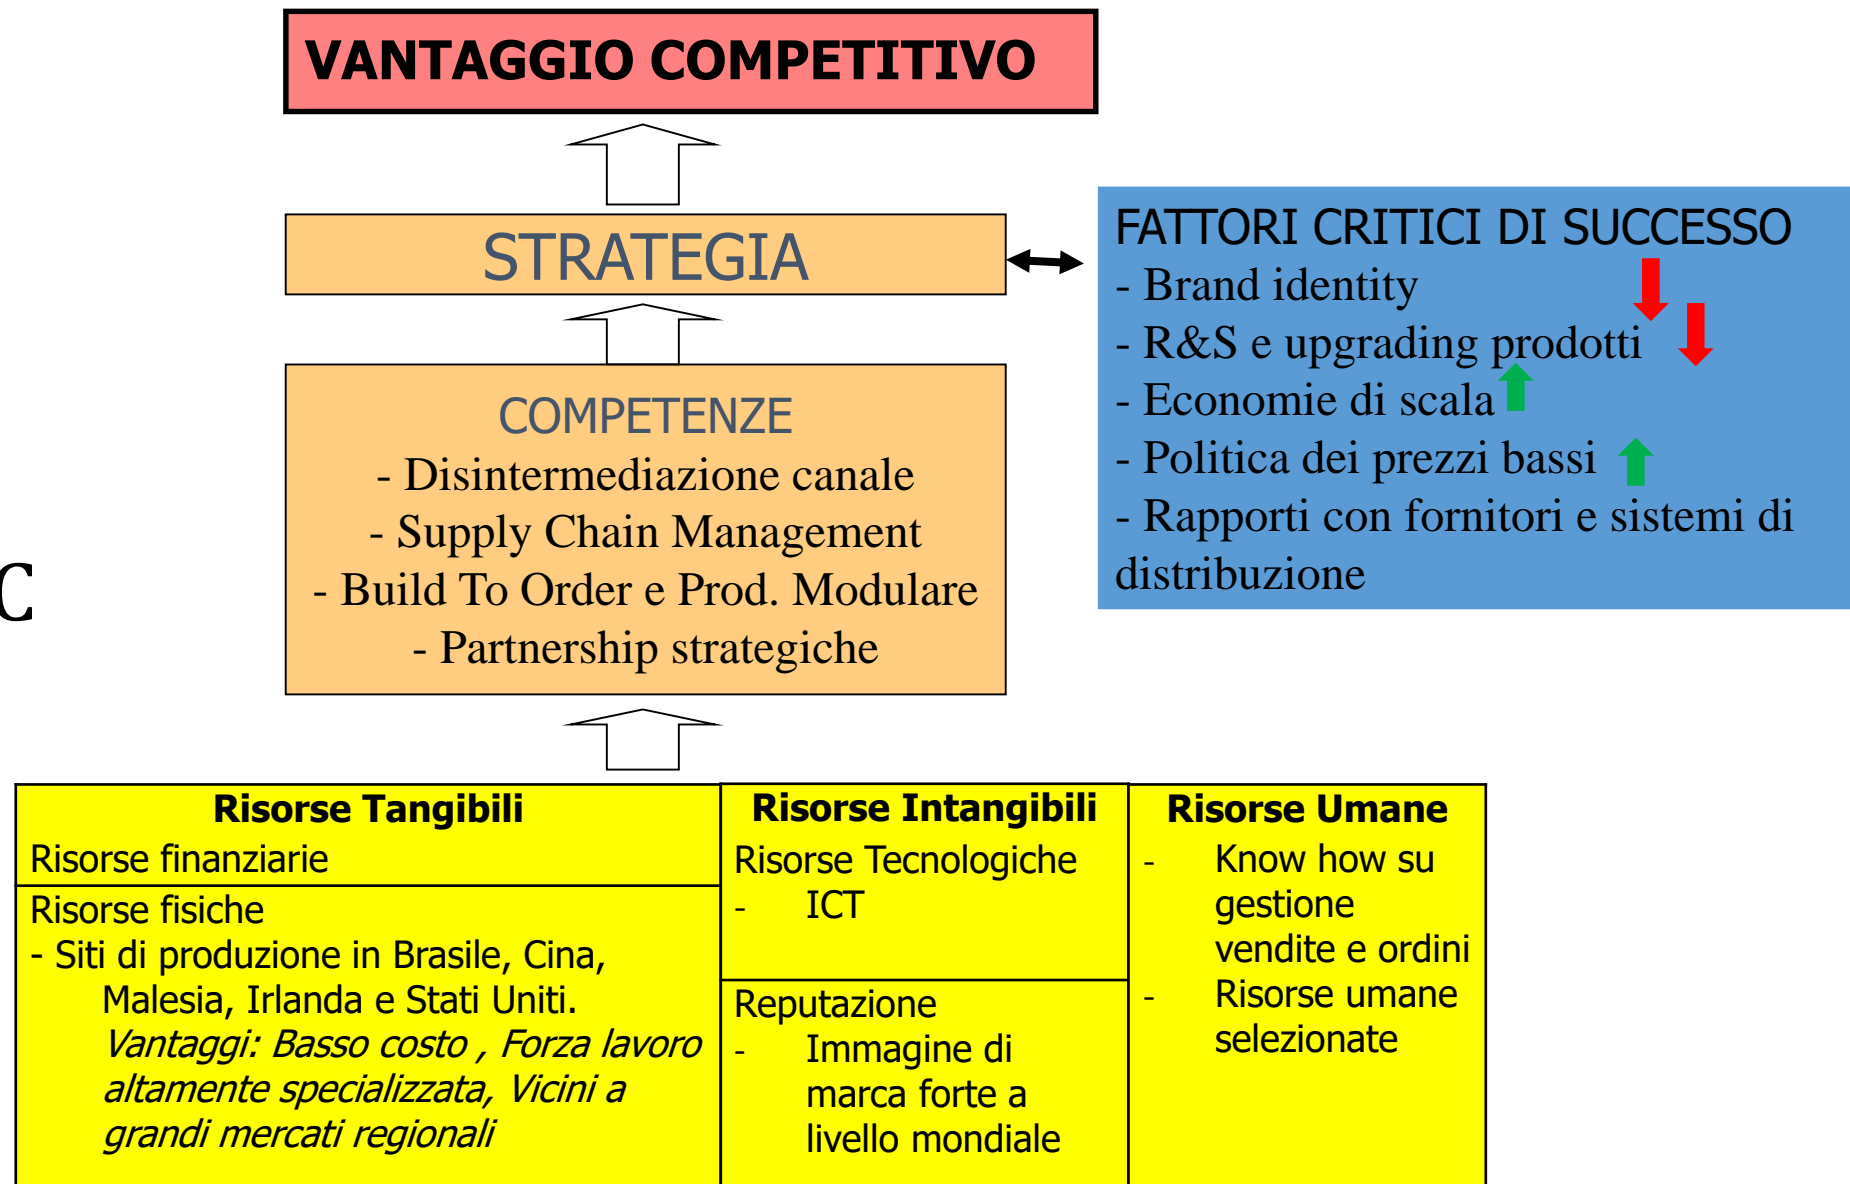 VANTAGGIO COMPETITIVO
STRATEGIA
FATTORI CRITICI DI SUCCESSO
- Brand identity
- R&S e upgrading prodotti
- Economie di scala
- Politica dei prezzi bassi
- Rapporti con fornitori e sistemi di
distribuzione
COMPETENZE
- Disintermediazione canale
- Supply Chain Management
- Build To Order e Prod. Modulare
- Partnership strategiche
C
Risorse Tangibili
Risorse finanziarie
Risorse fisiche
- Siti di produzione in Brasile, Cina,
Malesia, Irlanda e Stati Uniti.
Vantaggi: Basso costo , Forza lavoro
altamente specializzata, Vicini a
grandi mercati regionali
Risorse Intangibili
Risorse Tecnologiche
- ICT
Reputazione
- Immagine di
marca forte a
livello mondiale
Risorse Umane
- Know how su
gestione
vendite e ordini
- Risorse umane
selezionate